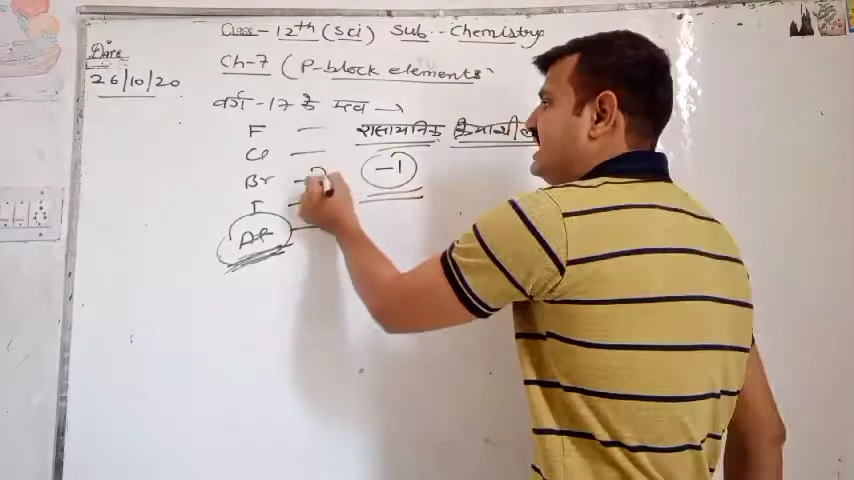 Class-12th (sci) Sub.. Chemistry
Date
26/10/20
Ch-7 (P-block elements
वर्ग -17 के तत्व →
F — रासायनिक क्रियाशील
Cl —
Br — -1
I —